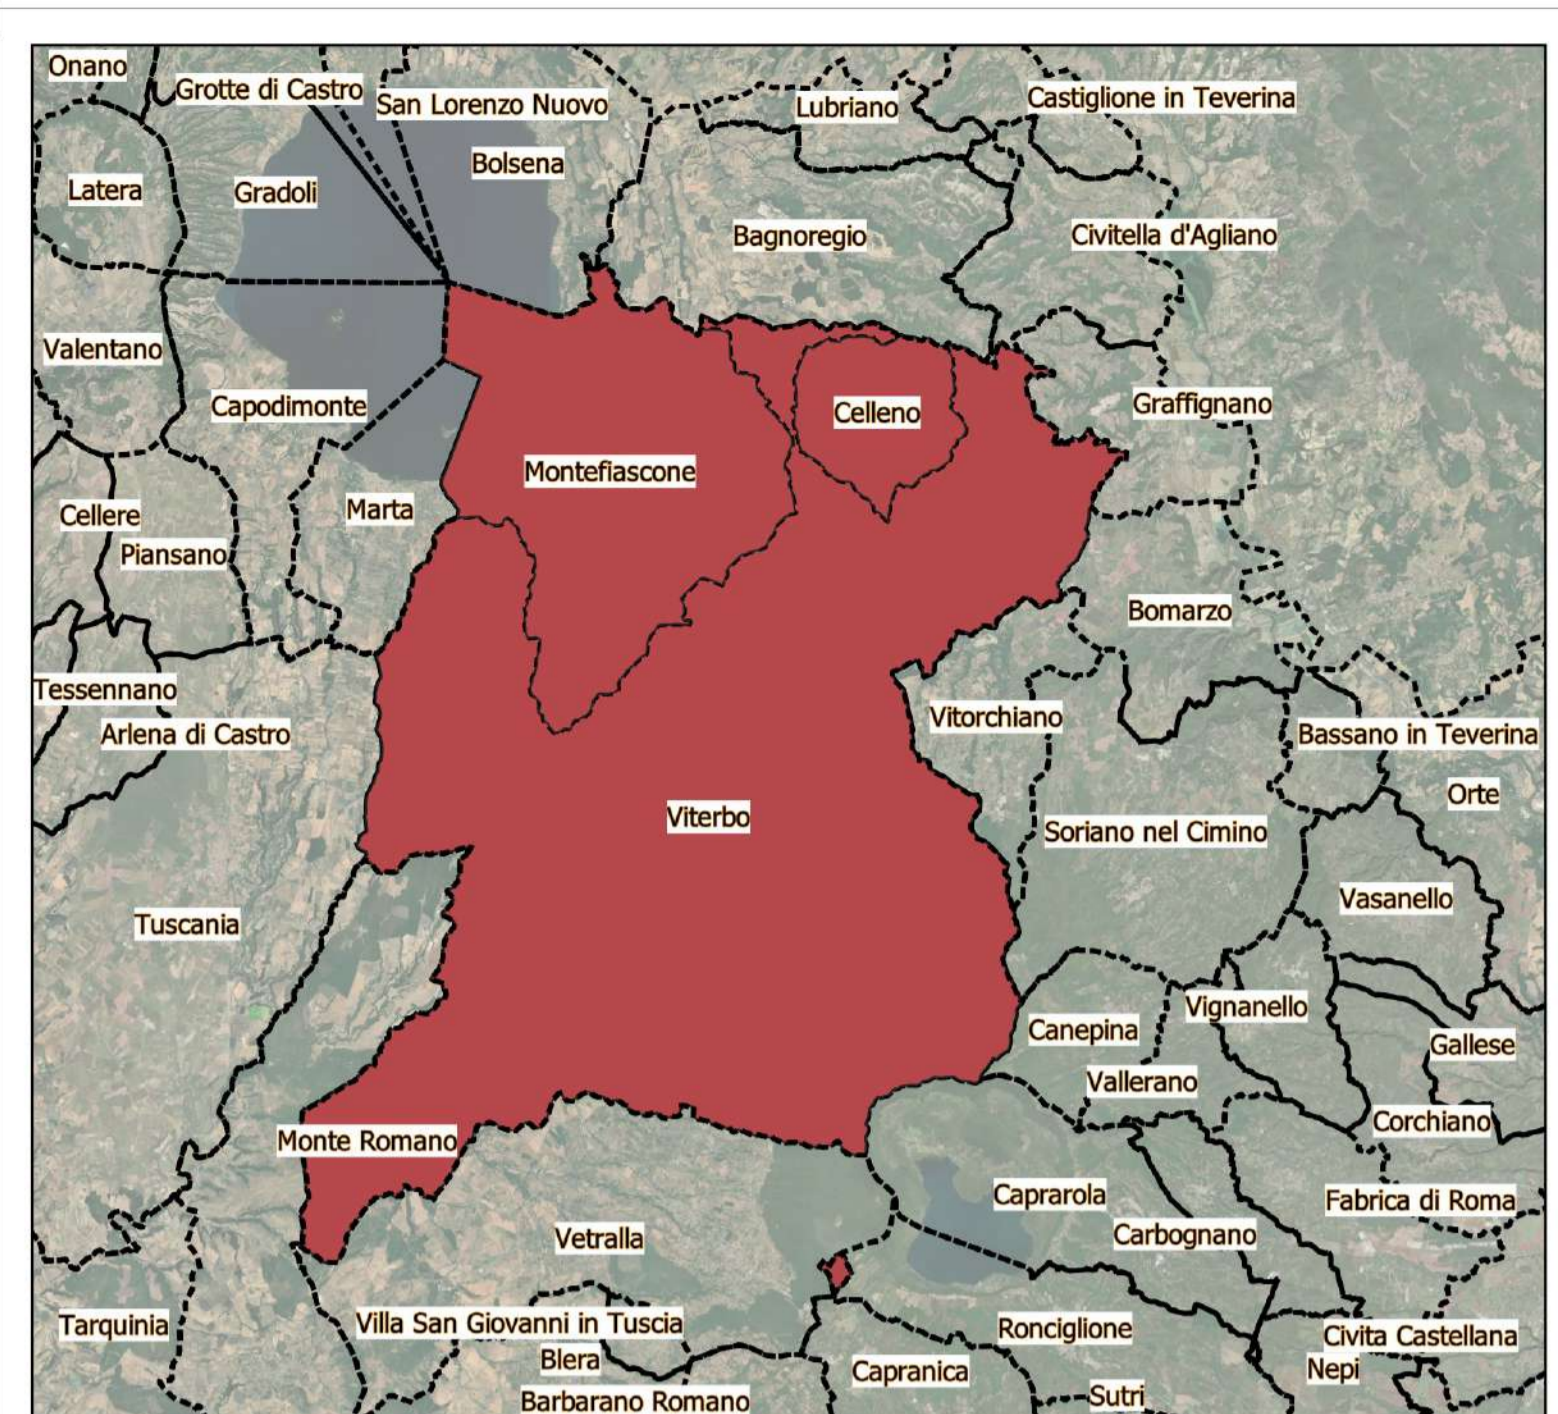 Onano
Grotte di Castro
San Lorenzo Nuovo
Lubriano
Castiglione in Teverina
Latera
Gradoli
Bolsena
Bagnoregio
Civitella d'Agliano
Valentano
Capodimonte
Celleno
Graffignano
Montefiascone
Cellere
Marta
Piansano
Bomarzo
Tessennano
Arlena di Castro
Vitorchiano
Bassano in Teverina
Orte
Viterbo
Soriano nel Cimino
Vasanello
Tuscania
Canepina
Vignanello
Gallese
Vallerano
Corchiano
Monte Romano
Caprarola
Fabrica di Roma
Vetralla
Carbognano
Tarquinia
Villa San Giovanni in Tuscia
Ronciglione
Civita Castellana
Blera
Capranica
Nepi
Barbarano Romano
Sutri